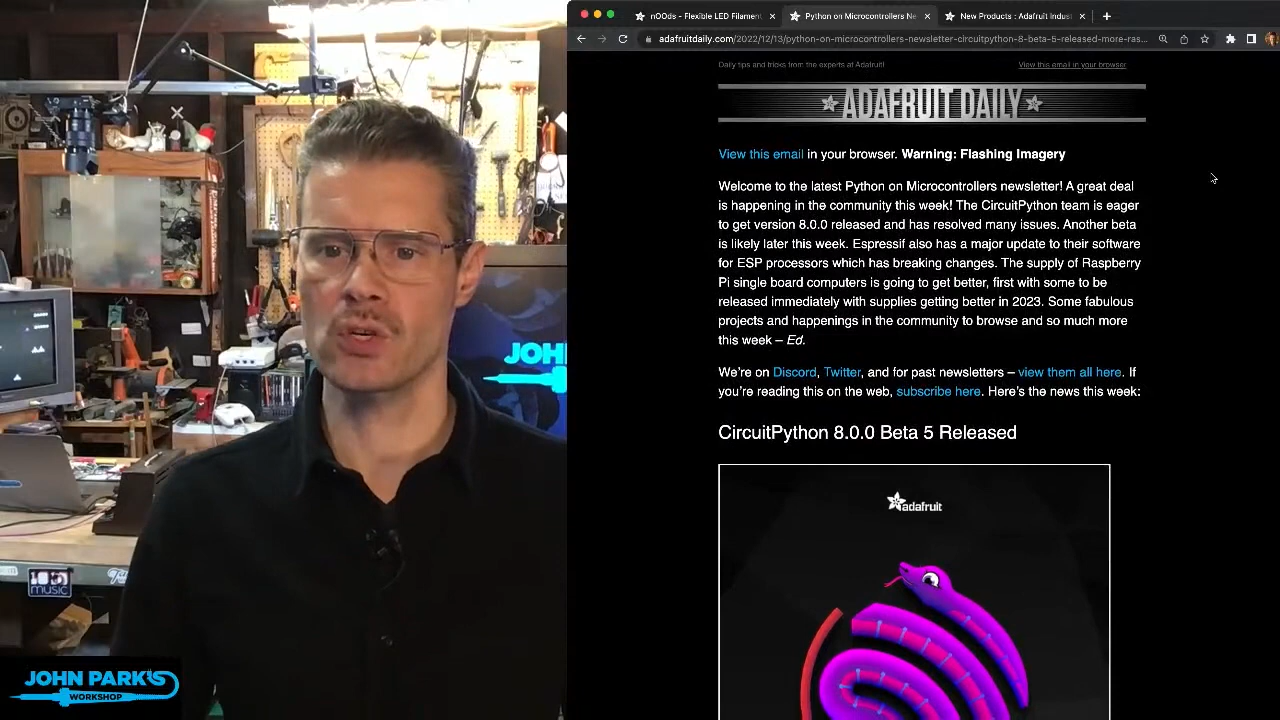 nOOds - Flexible LED Filament
Python on Microcontrollers Ne
New Products : Adafruit Indust
adafruitdaily.com/2022/12/13/python-on-microcontrollers-newsletter-circuitpython-8-beta-5-released-more-ras...
Daily tips and tricks from the experts at Adafruit!
View this email in your browser
ADAFRUIT DAILY
View this email in your browser. Warning: Flashing Imagery
Welcome to the latest Python on Microcontrollers newsletter! A great deal
is happening in the community this week! The CircuitPython team is eager
to get version 8.0.0 released and has resolved many issues. Another beta
is likely later this week. Espressif also has a major update to their software
for ESP processors which has breaking changes. The supply of Raspberry
Pi single board computers is going to get better, first with some to be
released immediately with supplies getting better in 2023. Some fabulous
projects and happenings in the community to browse and so much more
this week – Ed.
We're on Discord, Twitter, and for past newsletters – view them all here. If
you're reading this on the web, subscribe here. Here's the news this week:
CircuitPython 8.0.0 Beta 5 Released
adafruit
JOHN
music
JOHN PARK'S
WORKSHOP